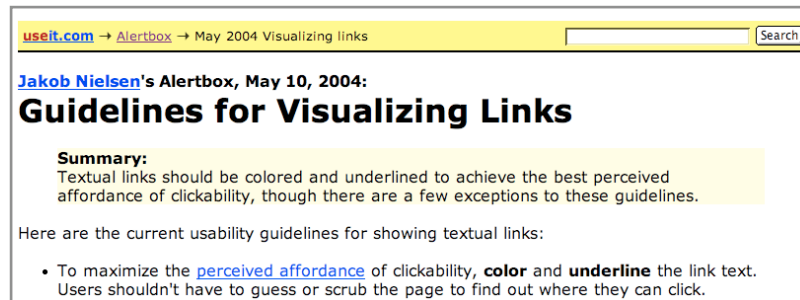 useit.com → Alertbox → May 2004 Visualizing links Search
Jakob Nielsen's Alertbox, May 10, 2004:
Guidelines for Visualizing Links
Summary:
Textual links should be colored and underlined to achieve the best perceived
affordance of clickability, though there are a few exceptions to these guidelines.
Here are the current usability guidelines for showing textual links:
• To maximize the perceived affordance of clickability, color and underline the link text.
Users shouldn't have to guess or scrub the page to find out where they can click.